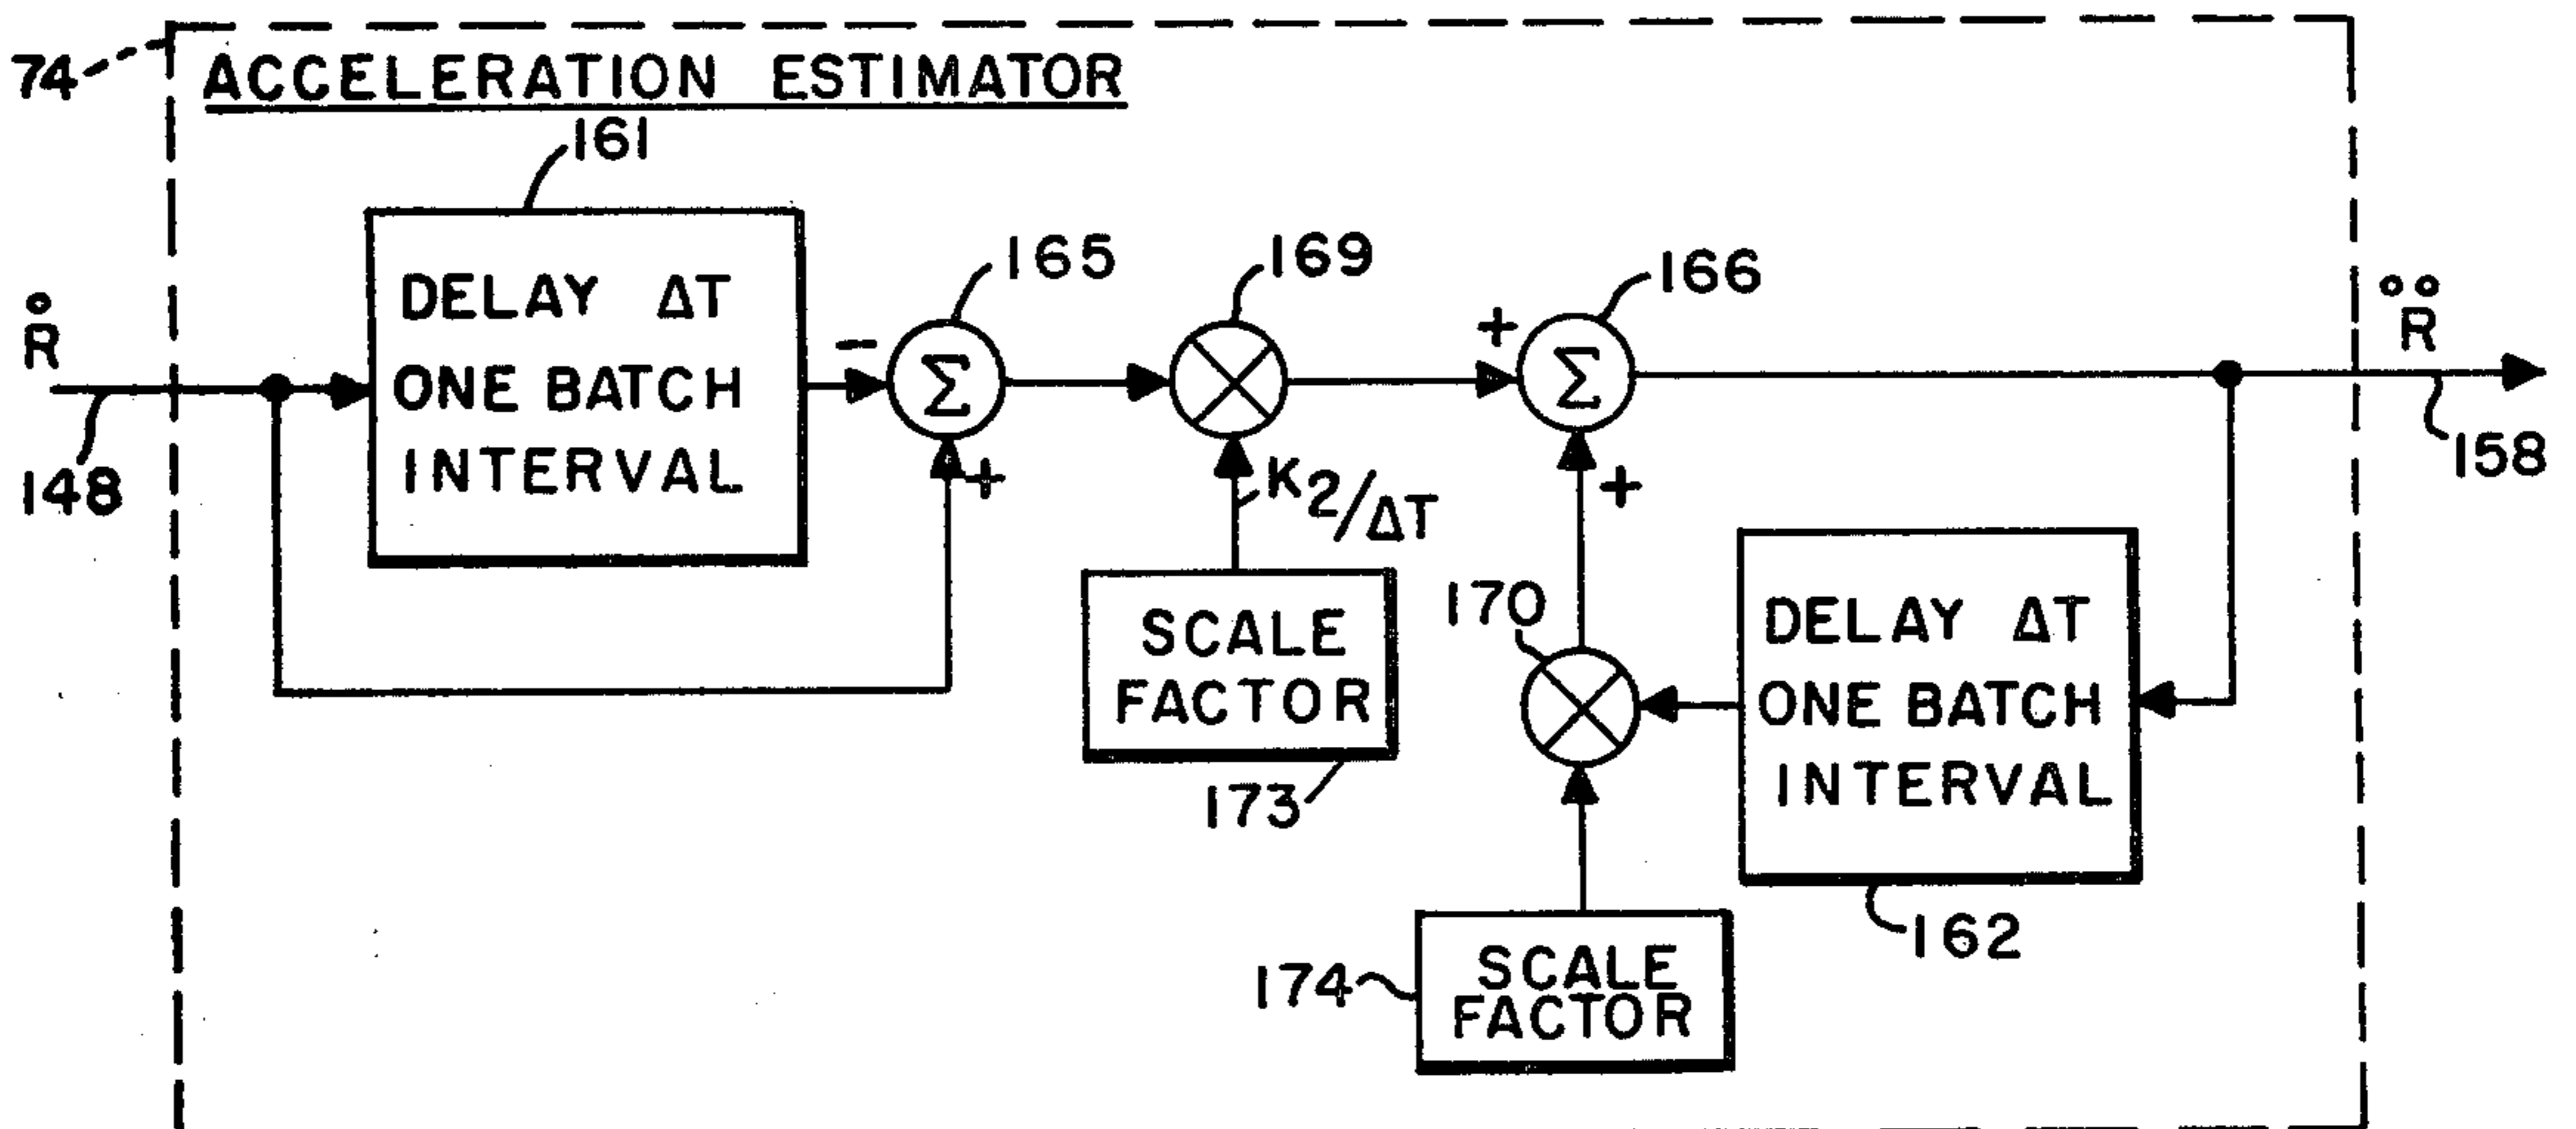 74
ACCELERATION ESTIMATOR
161
165
169
166
R̊
148
DELAY ΔT
ONE BATCH
INTERVAL
-
Σ
+
K2/ΔT
+
Σ
+
°°
R
158
SCALE
FACTOR
173
170
DELAY ΔT
ONE BATCH
INTERVAL
162
174
SCALE
FACTOR